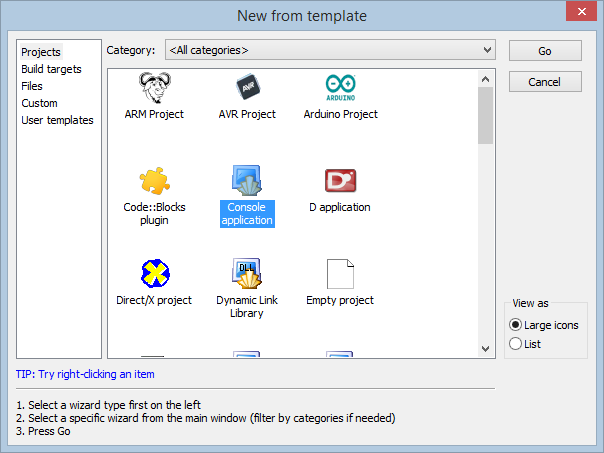 New from template
Projects
Build targets
Files
Custom
User templates
Category: <All categories>
Go
Cancel
AVR
ARDUINO
ARM Project AVR Project Arduino Project
Code::Blocks
plugin
Console
application
D application
DLL
Direct/X project
Dynamic Link
Library
Empty project
View as
Large icons
List
TIP: Try right-clicking an item
1. Select a wizard type first on the left
2. Select a specific wizard from the main window (filter by categories if needed)
3. Press Go